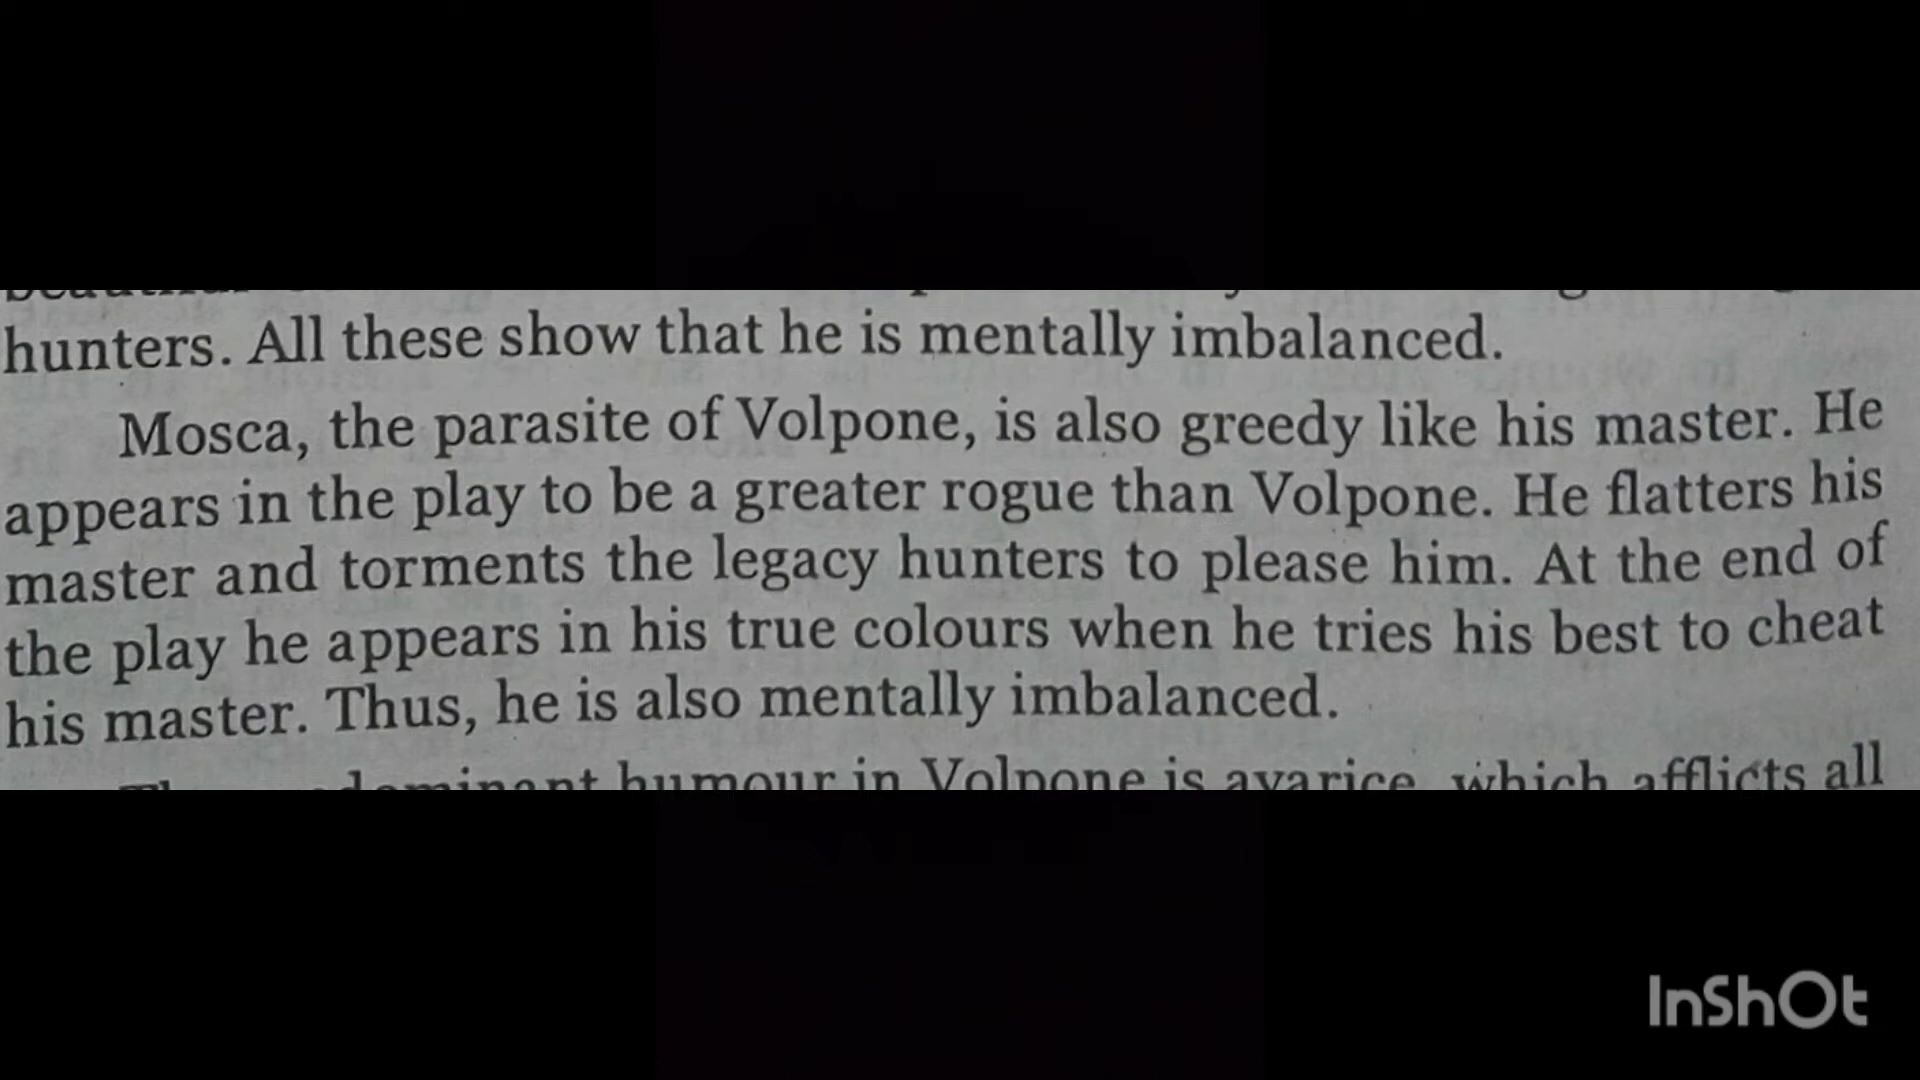 hunters. All these show that he is mentally imbalanced.
Mosca, the parasite of Volpone, is also greedy like his master. He
appears in the play to be a greater rogue than Volpone. He flatters his
master and torments the legacy hunters to please him. At the end of
the play he appears in his true colours when he tries his best to cheat
his master. Thus, he is also mentally imbalanced.
humour in Volpone is avarice, which afflicts all
InShOt